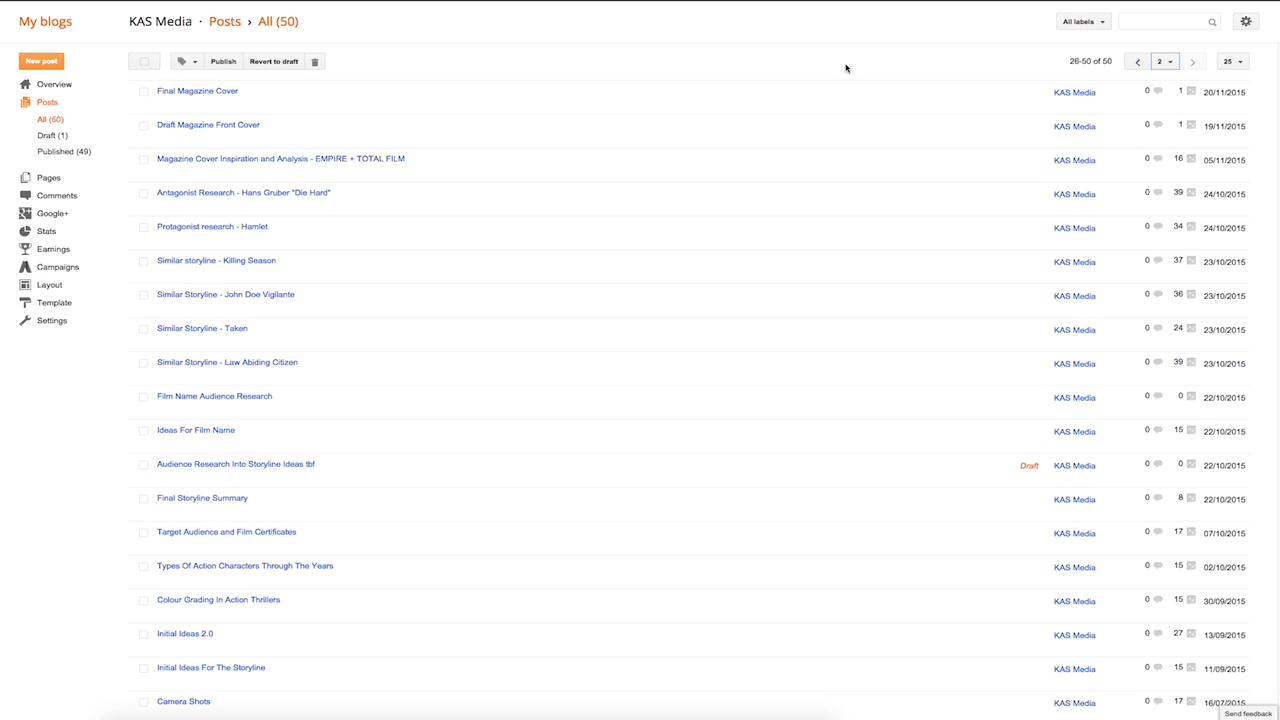 My blogs
KAS Media · Posts › All (50)
All labels
New post
Publish Revert to draft
26-50 of 50 2 25
Overview
Posts
All (50)
Draft (1)
Published (49)
Pages
Comments
Google+
Stats
Earnings
Campaigns
Layout
Template
Settings
Final Magazine Cover KAS Media 0 1 20/11/2015
Draft Magazine Front Cover KAS Media 0 1 19/11/2015
Magazine Cover Inspiration and Analysis - EMPIRE + TOTAL FILM KAS Media 0 16 05/11/2015
Antagonist Research - Hans Gruber "Die Hard" KAS Media 0 39 24/10/2015
Protagonist research - Hamlet KAS Media 0 34 24/10/2015
Similar storyline - Killing Season KAS Media 0 37 23/10/2015
Similar Storyline - John Doe Vigilante KAS Media 0 36 23/10/2015
Similar Storyline - Taken KAS Media 0 24 23/10/2015
Similar Storyline - Law Abiding Citizen KAS Media 0 39 23/10/2015
Film Name Audience Research KAS Media 0 0 22/10/2015
Ideas For Film Name KAS Media 0 15 22/10/2015
Audience Research Into Storyline Ideas tbf Draft KAS Media 0 0 22/10/2015
Final Storyline Summary KAS Media 0 8 22/10/2015
Target Audience and Film Certificates KAS Media 0 17 07/10/2015
Types Of Action Characters Through The Years KAS Media 0 15 02/10/2015
Colour Grading In Action Thrillers KAS Media 0 15 30/09/2015
Initial Ideas 2.0 KAS Media 0 27 13/09/2015
Initial Ideas For The Storyline KAS Media 0 15 11/09/2015
Camera Shots KAS Media 0 17 16/07/2015
Send feedback